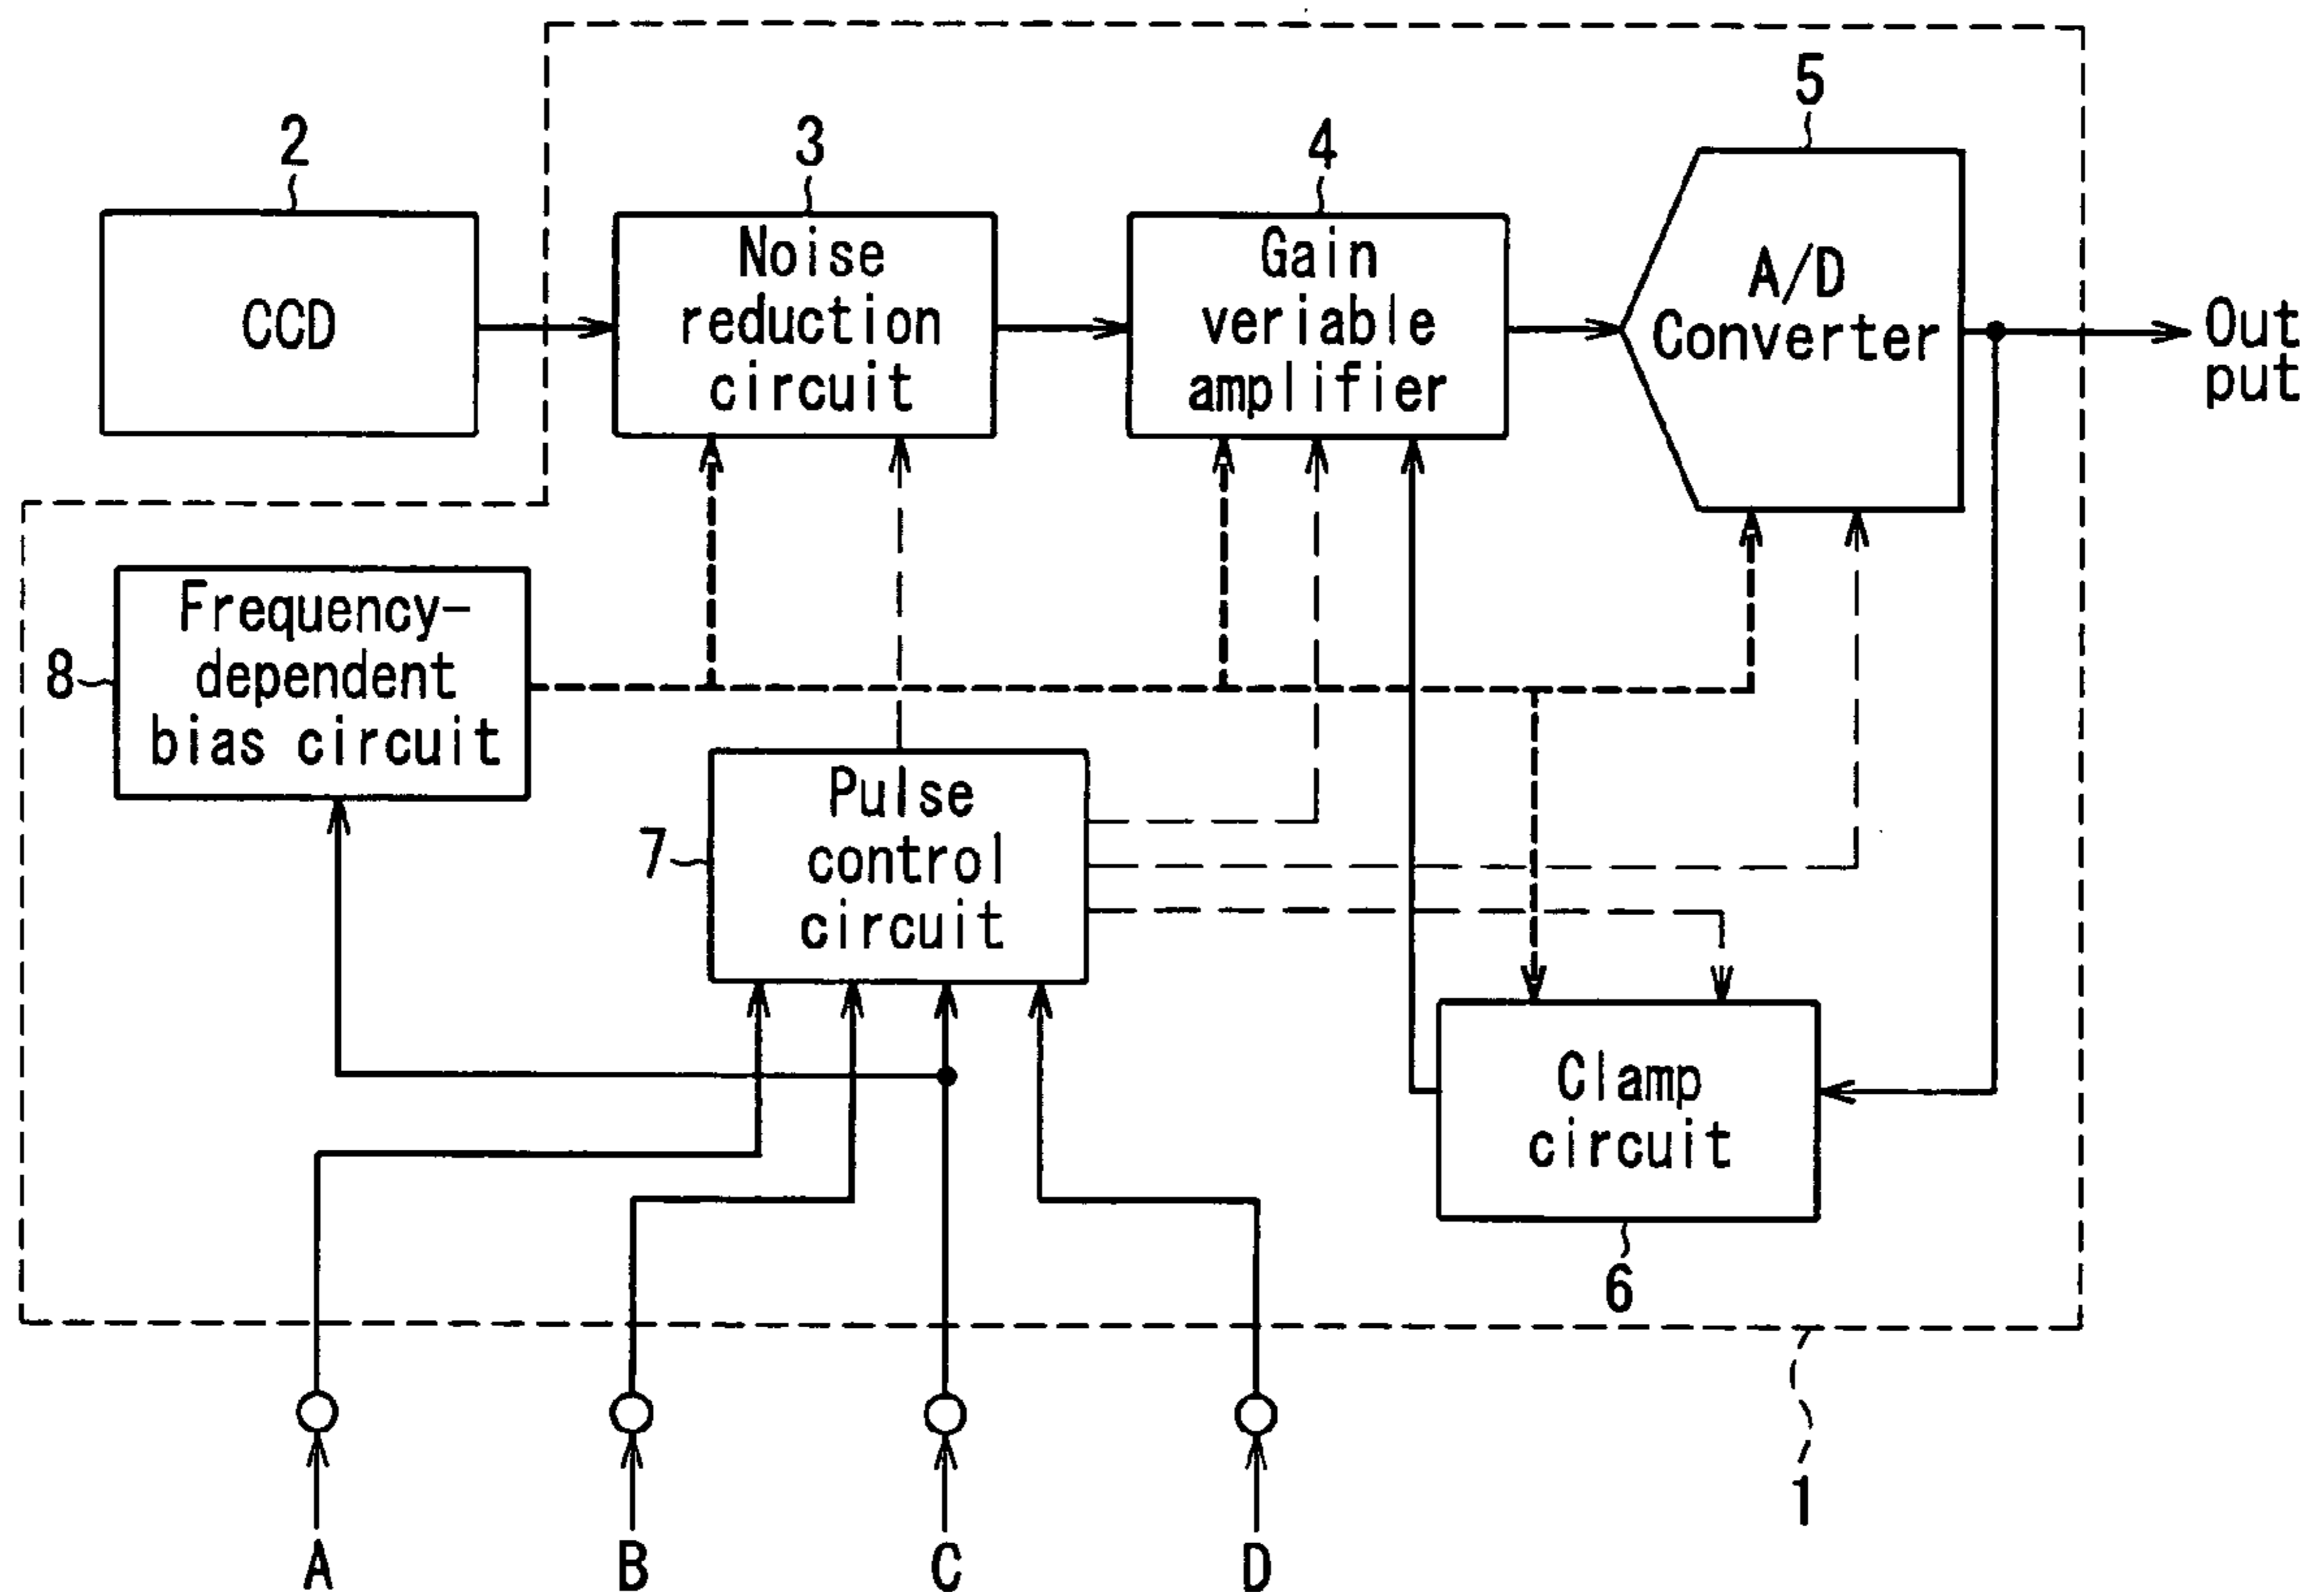 2
CCD
3
Noise
reduction
circuit
4
Gain
veriable
amplifier
5
A/D
Converter
Out
put
8
Frequency-
dependent
bias circuit
7
Pulse
control
circuit
Clamp
circuit
6
1
A
B
C
D